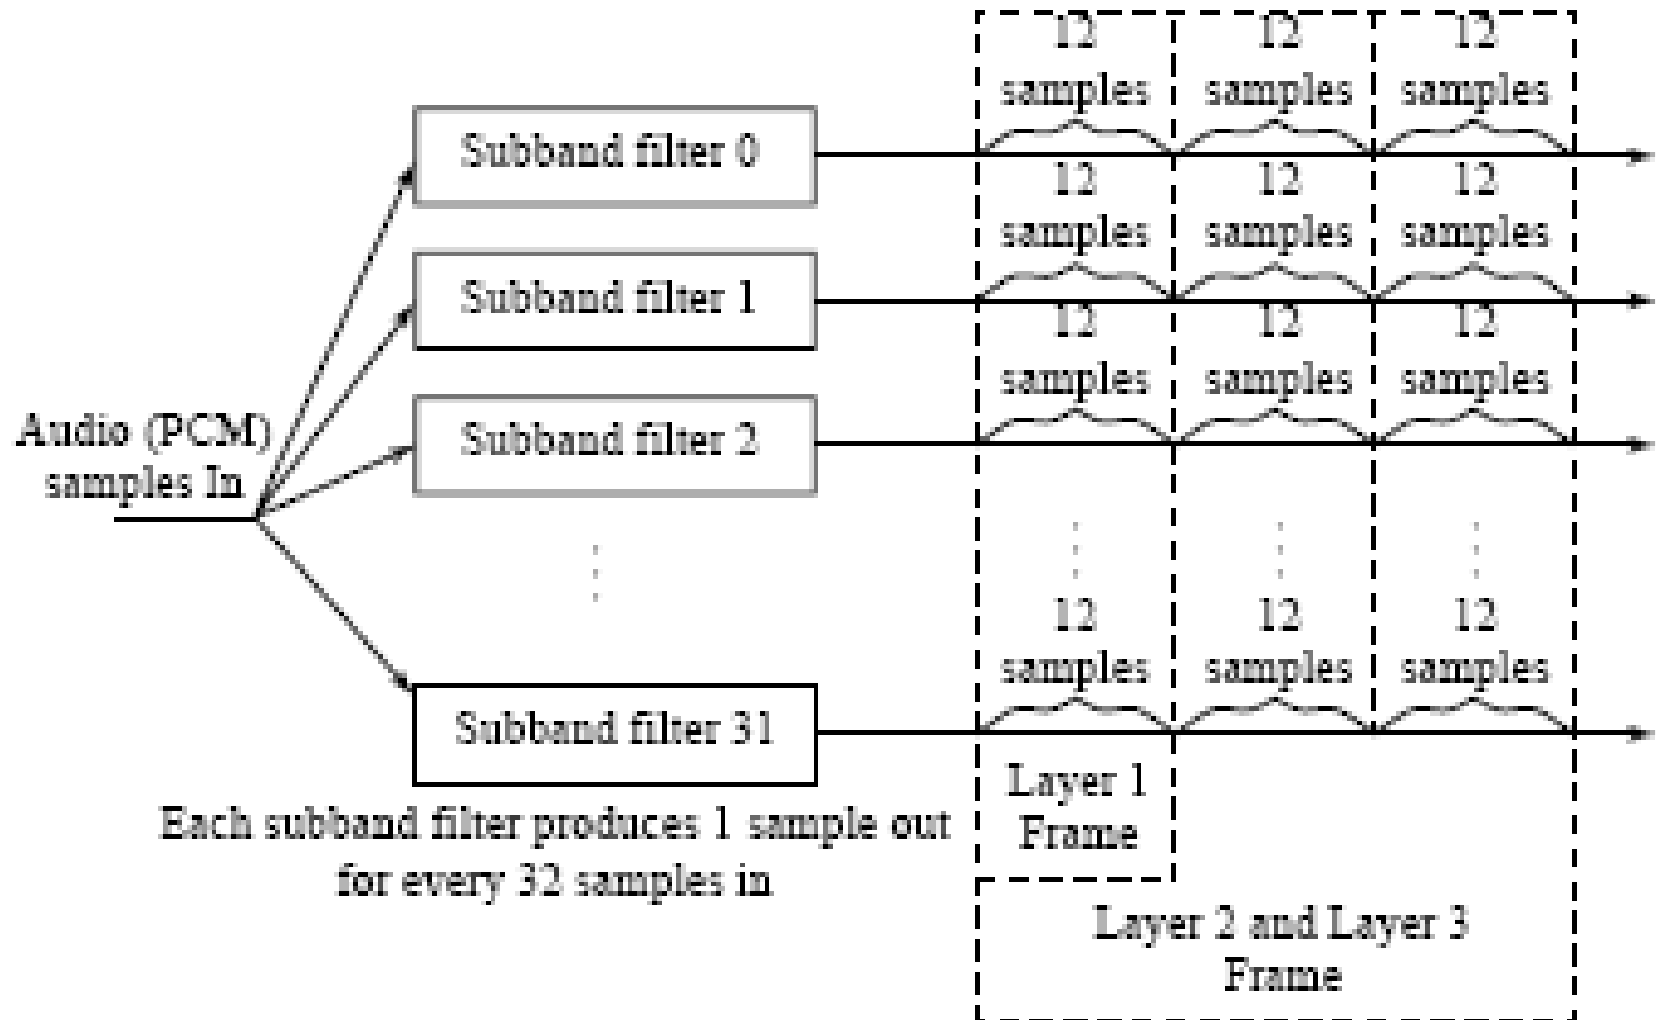 12 12 12
samples samples samples
Subband filter 0
12 12 12
samples samples samples
Subband filter 1
12 12 12
samples samples samples
Audio (PCM)
samples In
Subband filter 2
12 12 12
samples samples samples
Subband filter 31
Layer 1
Frame
Each subband filter produces 1 sample out
for every 32 samples in
Layer 2 and Layer 3
Frame